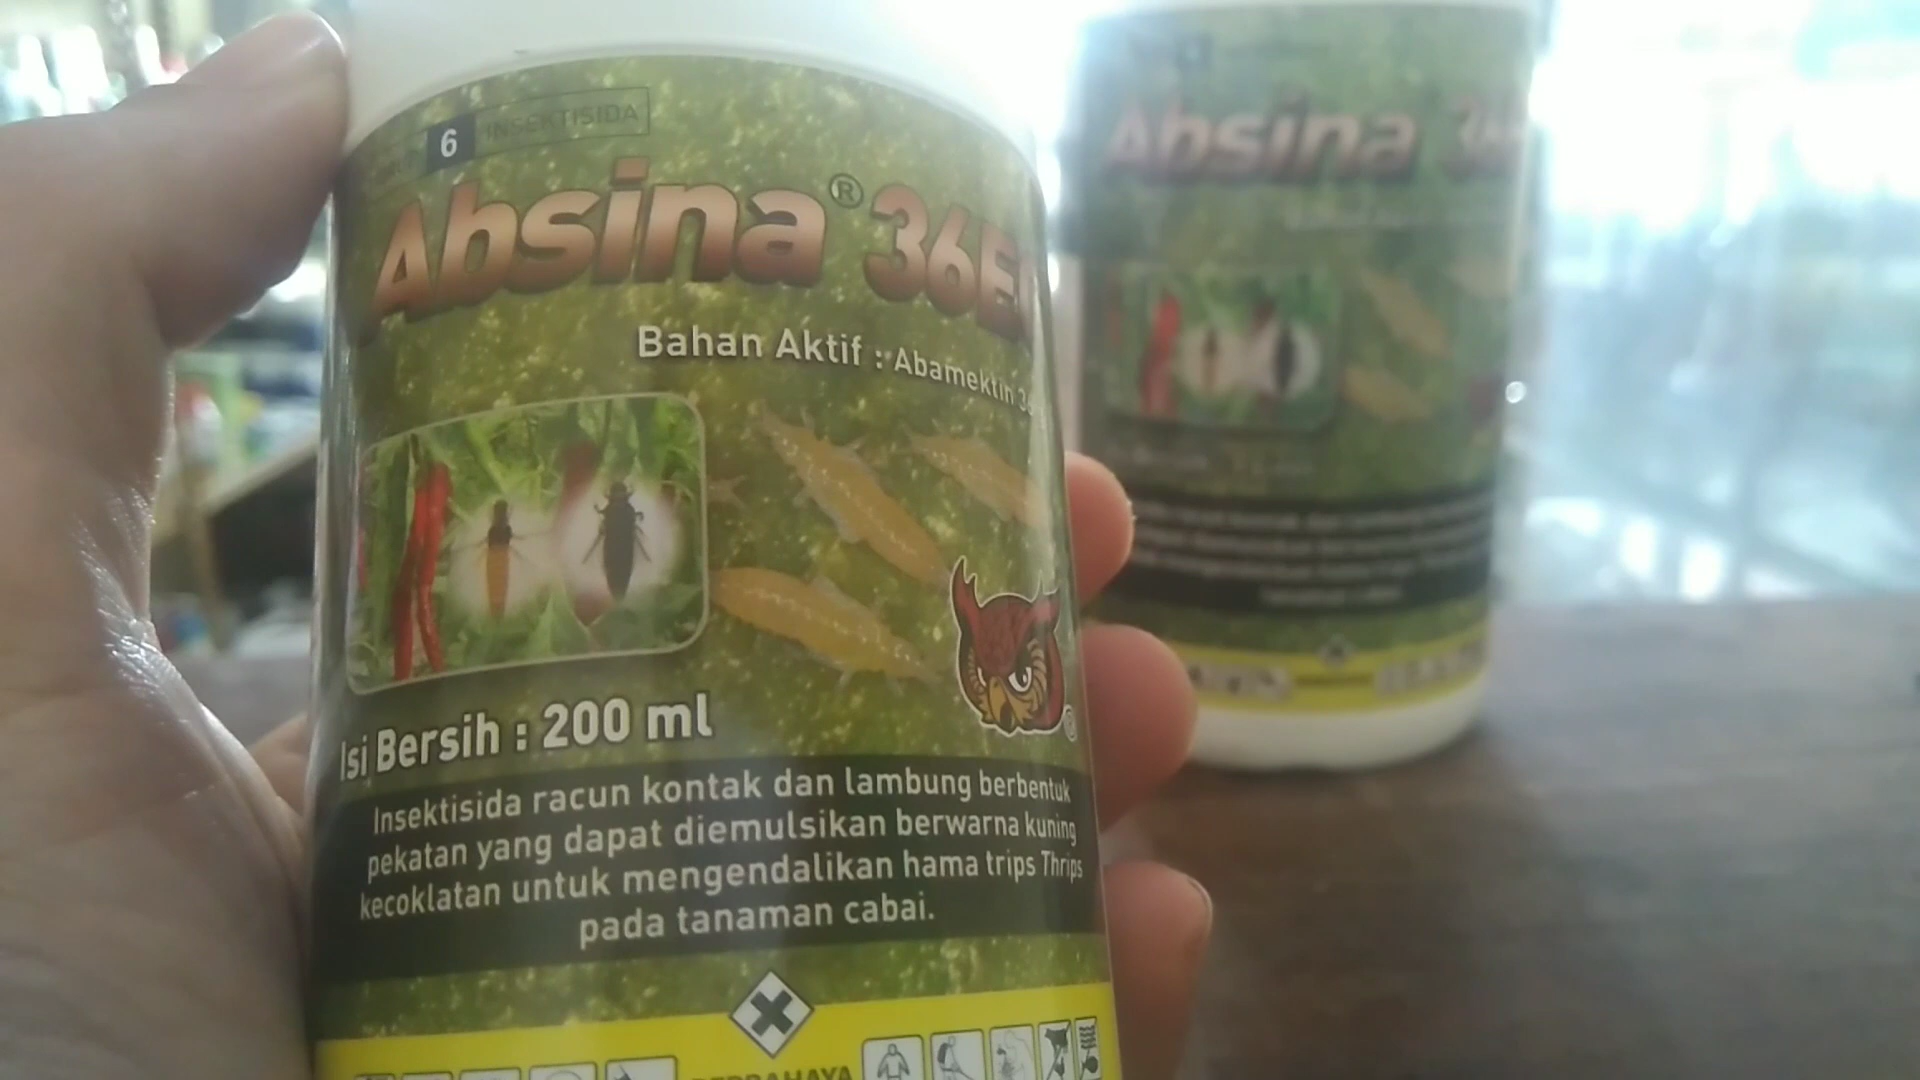 6 INSEKTISIDA
Absina® 36E
Bahan Aktif : Abamektin 36
Isi Bersih : 200 ml
Insektisida racun kontak dan lambung berbentuk
pekatan yang dapat diemulsikan berwarna kuning
kecoklatan untuk mengendalikan hama trips Thrips
pada tanaman cabai.
®
BERBAHAYA
Absina 36